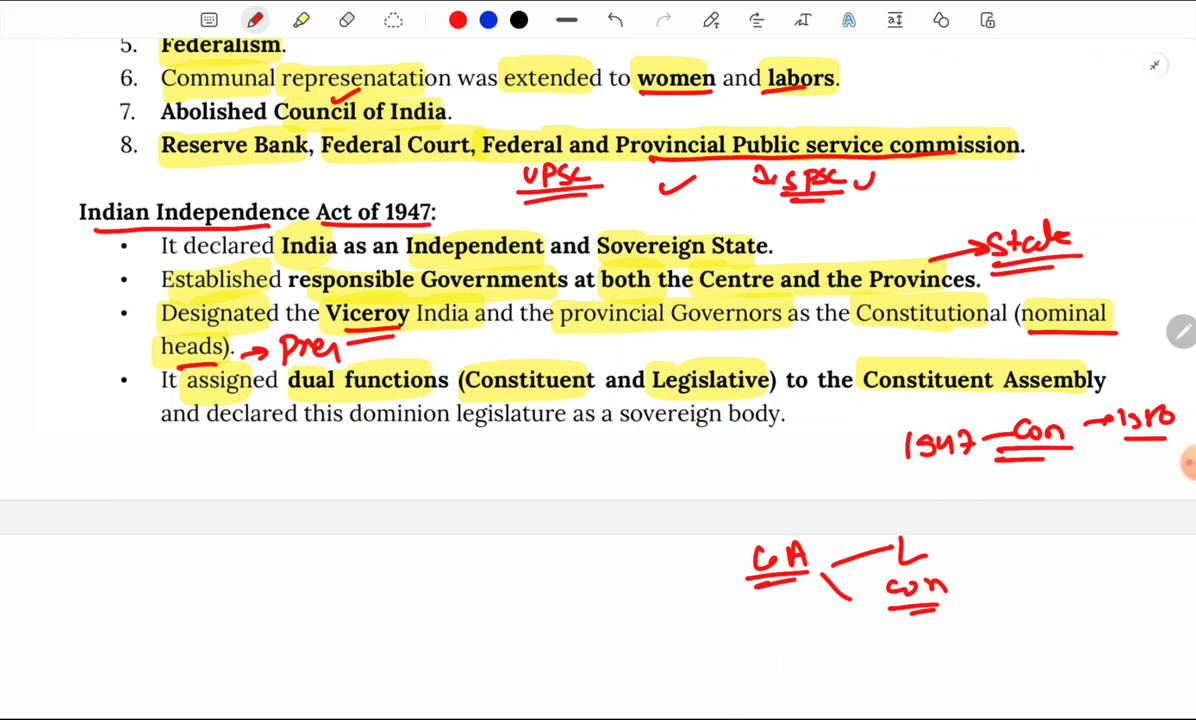 5. Federalism.
6. Communal represenatation was extended to women and labors.
7. Abolished Council of India.
8. Reserve Bank, Federal Court, Federal and Provincial Public service commission.
UPSC SPSC
Indian Independence Act of 1947:
• It declared India as an Independent and Sovereign State.
State
• Established responsible Governments at both the Centre and the Provinces.
• Designated the Viceroy India and the provincial Governors as the Constitutional (nominal
heads). → Pres
• It assigned dual functions (Constituent and Legislative) to the Constituent Assembly
and declared this dominion legislature as a sovereign body.
1947 — Con → 1950
CA L
Con